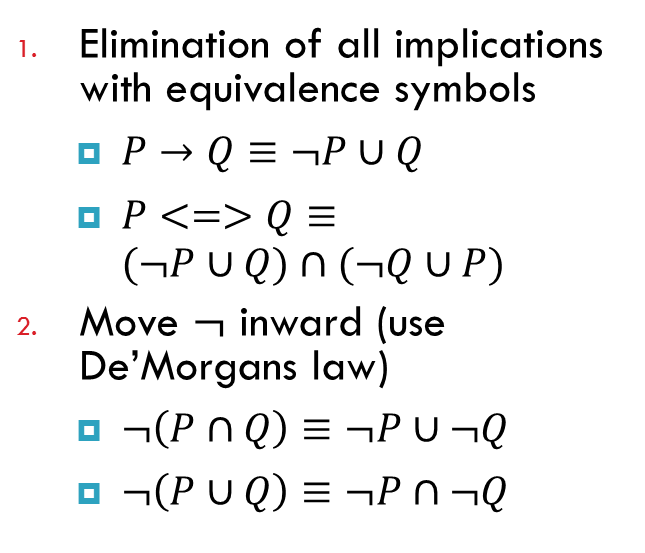 1. Elimination of all implications
with equivalence symbols
P → Q ≡ ¬P ∪ Q
P <=> Q ≡
(¬P ∪ Q) ∩ (¬Q ∪ P)
2. Move ¬ inward (use
De’Morgans law)
¬(P ∩ Q) ≡ ¬P ∪ ¬Q
¬(P ∪ Q) ≡ ¬P ∩ ¬Q